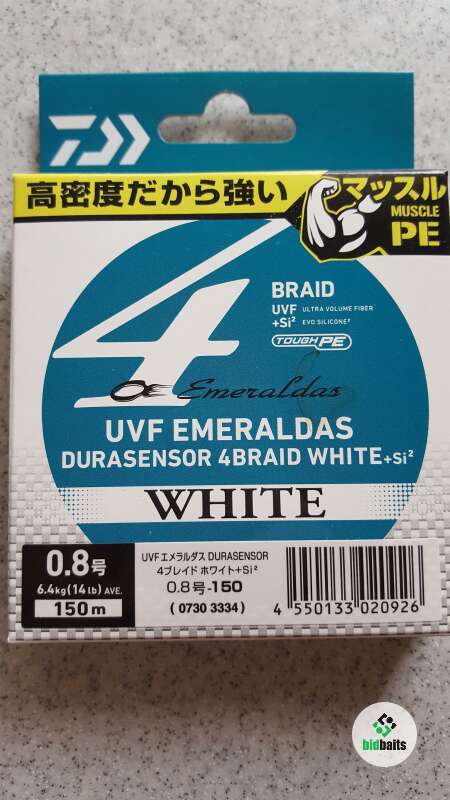 高密度だから強い
マッスル
MUSCLE
PE
4
BRAID
UVF ULTRA VOLUME FIBER
+Si² EVO SILICONE²
TOUGH PE
Emeraldas
UVF EMERALDAS
DURASENSOR 4BRAID WHITE+Si²
WHITE
0.8号
6.4kg(14lb)AVE.
150m
UVFエメラルダス DURASENSOR
4ブレイド ホワイト+Si²
0.8号-150
(0730 3334)
4 550133 020926
bidbaits